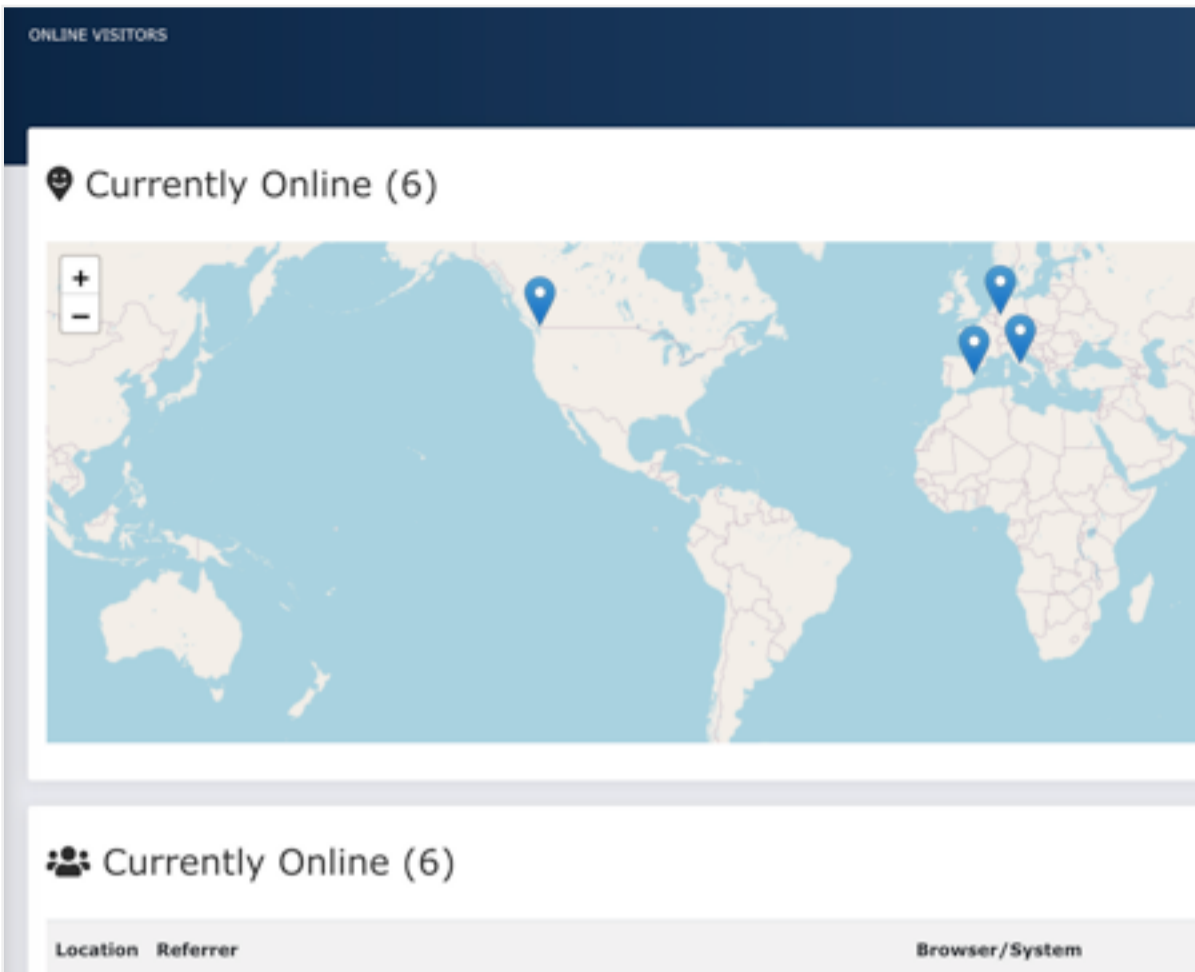 ONLINE VISITORS
Currently Online (6)
+
−
Currently Online (6)
Location Referrer Browser/System